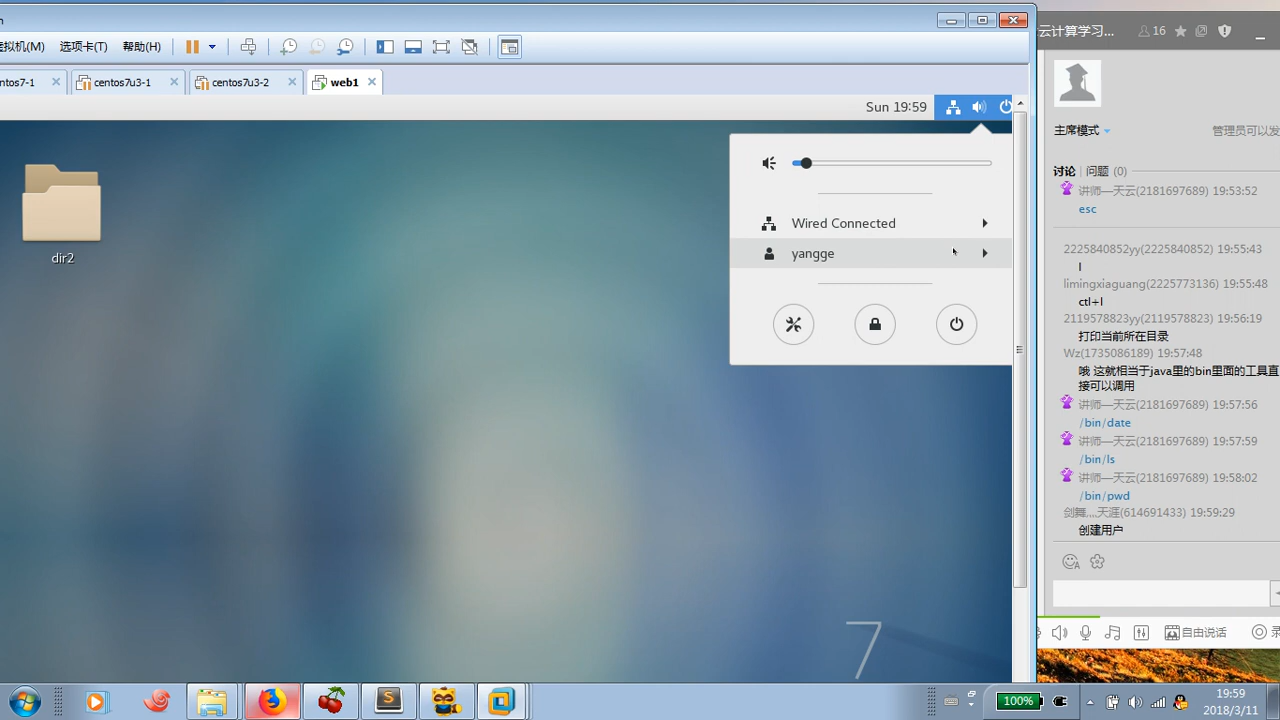 n
拟机(M) 选项卡(T) 帮助(H)
ntos7-1 centos7u3-1 centos7u3-2 web1
Sun 19:59
dir2
Wired Connected
yangge
7
云计算学习... 16
主席模式 管理员可以发
讨论 | 问题 (0)
讲师—天云(2181697689) 19:53:52
esc
2225840852yy(2225840852) 19:55:43
l
limingxiaguang(2225773136) 19:55:48
ctl+l
2119578823yy(2119578823) 19:56:19
打印当前所在目录
Wz(1735086189) 19:57:48
哦 这就相当于java里的bin里面的工具直
接可以调用
讲师—天云(2181697689) 19:57:56
/bin/date
讲师—天云(2181697689) 19:57:59
/bin/ls
讲师—天云(2181697689) 19:58:02
/bin/pwd
剑舞....天涯(614691433) 19:59:29
创建用户
自由说话 录
100% 19:59
2018/3/11